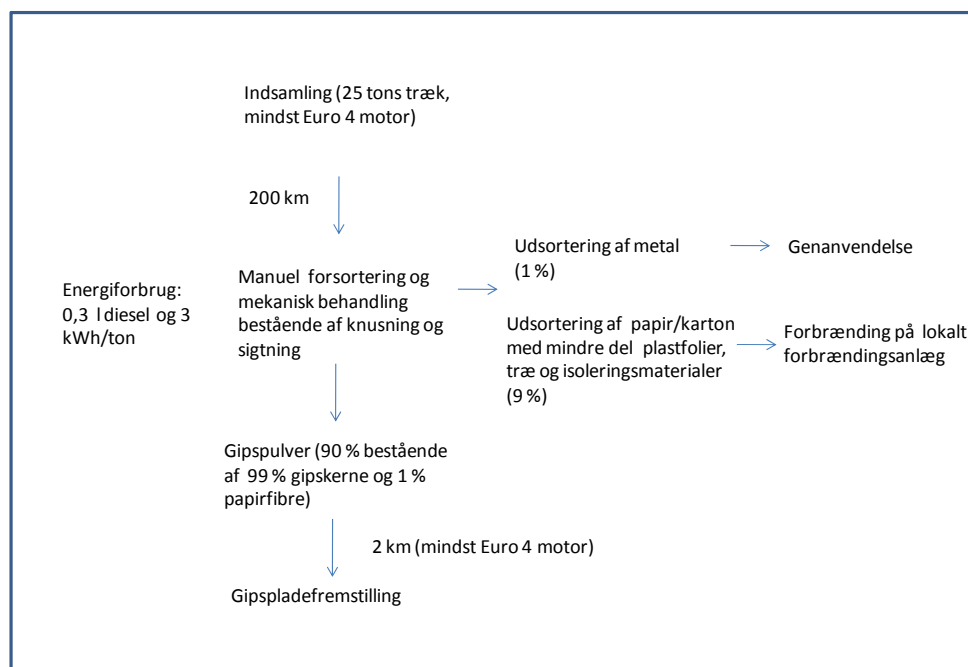 Indsamling (25 tons træk,
mindst Euro 4 motor)
200 km
Energiforbrug:
0,3 l diesel og 3
kWh/ton
Manuel forsortering og
mekanisk behandling
bestående af knusning og
sigtning
Udsortering af metal
(1 %)
Genanvendelse
Udsortering af papir/karton
med mindre del plastfolier,
træ og isoleringsmaterialer
(9 %)
Forbrænding på lokalt
forbrændingsanlæg
Gipspulver (90 % bestående
af 99 % gipskerne og 1 %
papirfibre)
2 km (mindst Euro 4 motor)
Gipspladefremstilling